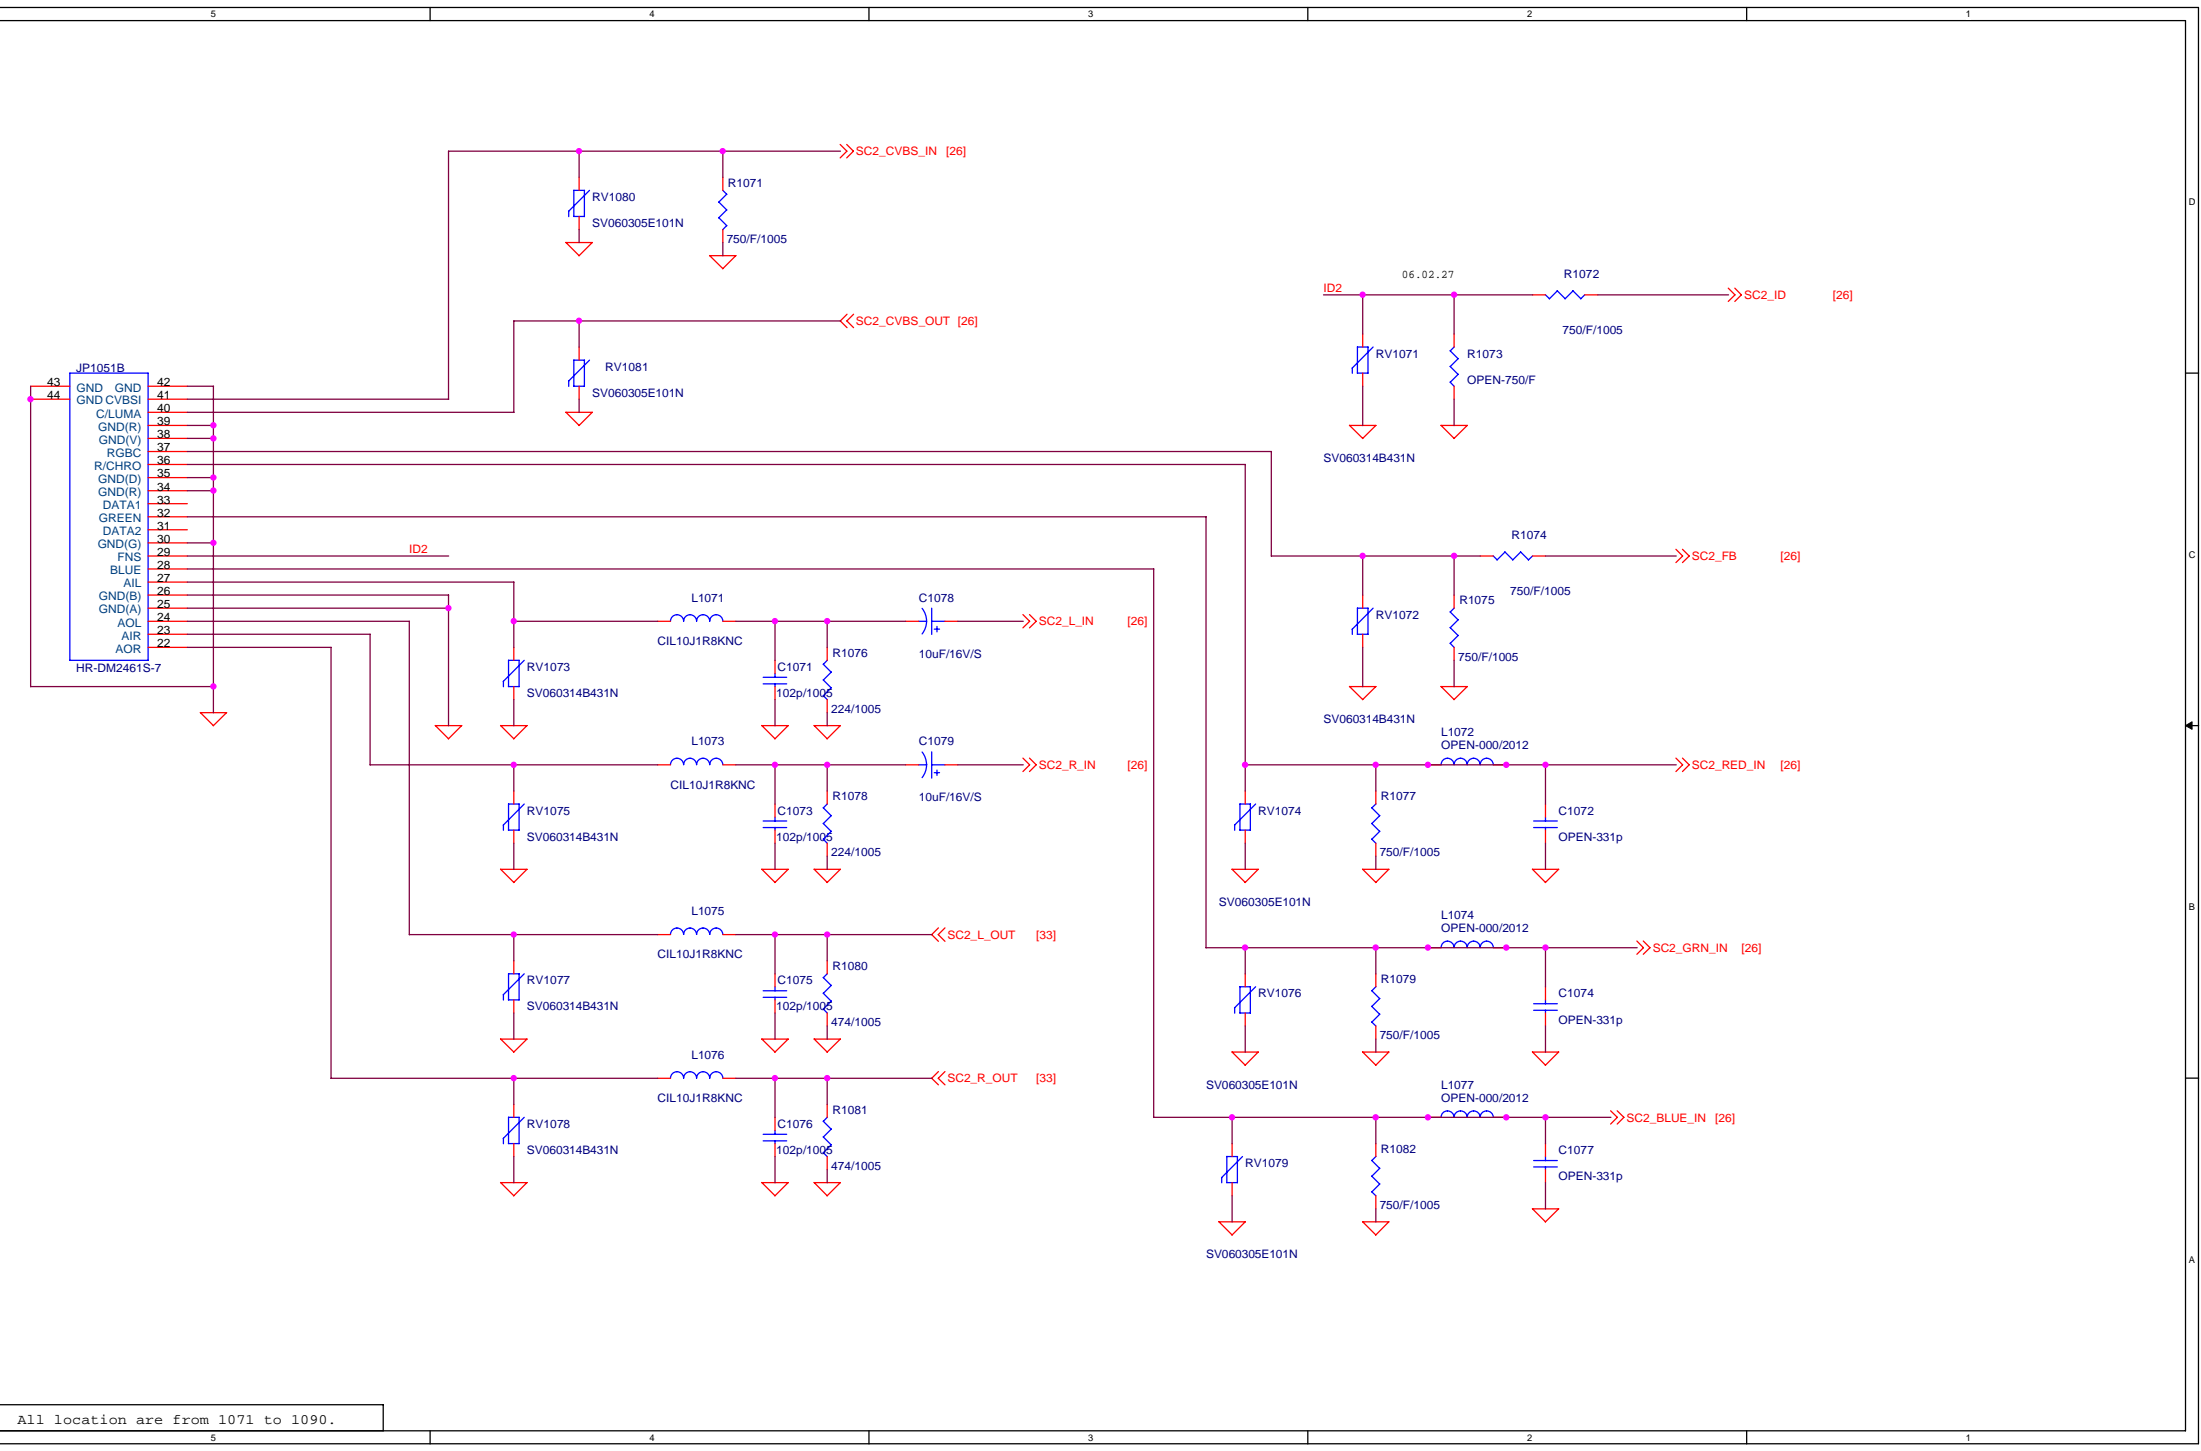 5 4 3 2 1
SC2_CVBS_IN [26]
R1071
RV1080
SV060305E101N
750/F/1005
D
06.02.27
R1072
ID2
SC2_ID [26]
750/F/1005
SC2_CVBS_OUT [26]
RV1081
SV060305E101N
RV1071
R1073
OPEN-750/F
SV060314B431N
JP1051B
43 GND GND 42
44 GND CVBSI 41
C/LUMA 40
GND(R) 39
GND(V) 38
RGBC 37
R/CHRO 36
GND(D) 35
GND(R) 34
DATA1 33
GREEN 32
DATA2 31
GND(G) 30
FNS 29
BLUE 28
AIL 27
GND(B) 26
GND(A) 25
AOL 24
AIR 23
AOR 22
HR-DM2461S-7
ID2
R1074
SC2_FB [26]
C
750/F/1005
RV1072
R1075
750/F/1005
SV060314B431N
L1071
CIL10J1R8KNC
C1078
10uF/16V/S
SC2_L_IN [26]
RV1073
SV060314B431N
C1071
102p/1005
R1076
224/1005
L1073
CIL10J1R8KNC
C1079
10uF/16V/S
SC2_R_IN [26]
RV1075
SV060314B431N
C1073
102p/1005
R1078
224/1005
L1072
OPEN-000/2012
SC2_RED_IN [26]
RV1074
SV060305E101N
R1077
750/F/1005
C1072
OPEN-331p
B
L1075
CIL10J1R8KNC
SC2_L_OUT [33]
RV1077
SV060314B431N
C1075
102p/1005
R1080
474/1005
L1074
OPEN-000/2012
SC2_GRN_IN [26]
RV1076
SV060305E101N
R1079
750/F/1005
C1074
OPEN-331p
L1076
CIL10J1R8KNC
SC2_R_OUT [33]
RV1078
SV060314B431N
C1076
102p/1005
R1081
474/1005
L1077
OPEN-000/2012
SC2_BLUE_IN [26]
RV1079
SV060305E101N
R1082
750/F/1005
C1077
OPEN-331p
A
All location are from 1071 to 1090.
5 4 3 2 1